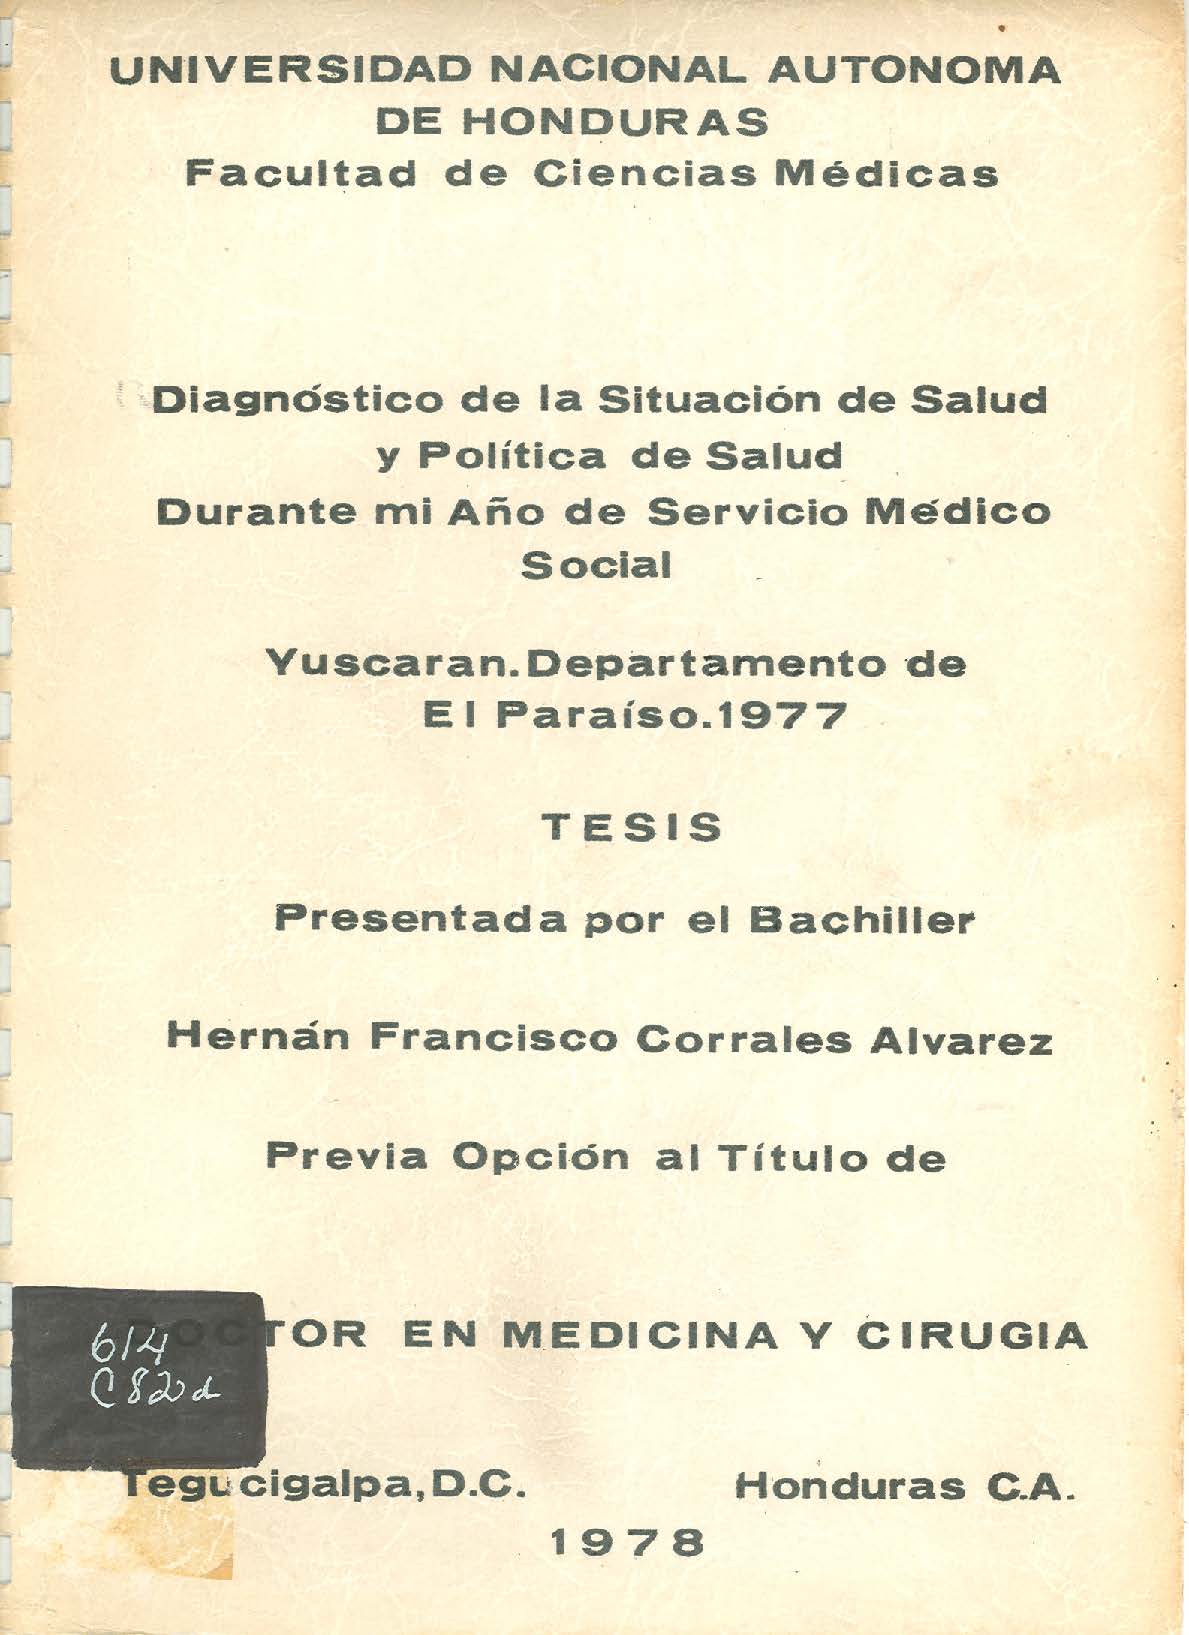 UNIVERSIDAD NACIONAL AUTONOMA
DE HONDURAS
Facultad de Ciencias Médicas
Diagnóstico de la Situación de Salud
y Política de Salud
Durante mi Año de Servicio Médico
Social
Yuscaran.Departamento de
El Paraíso.1977
TESIS
Presentada por el Bachiller
Hernán Francisco Corrales Alvarez
Previa Opción al Título de
DOCTOR EN MEDICINA Y CIRUGIA
614
C82d
Tegucigalpa,D.C. Honduras C.A.
1978